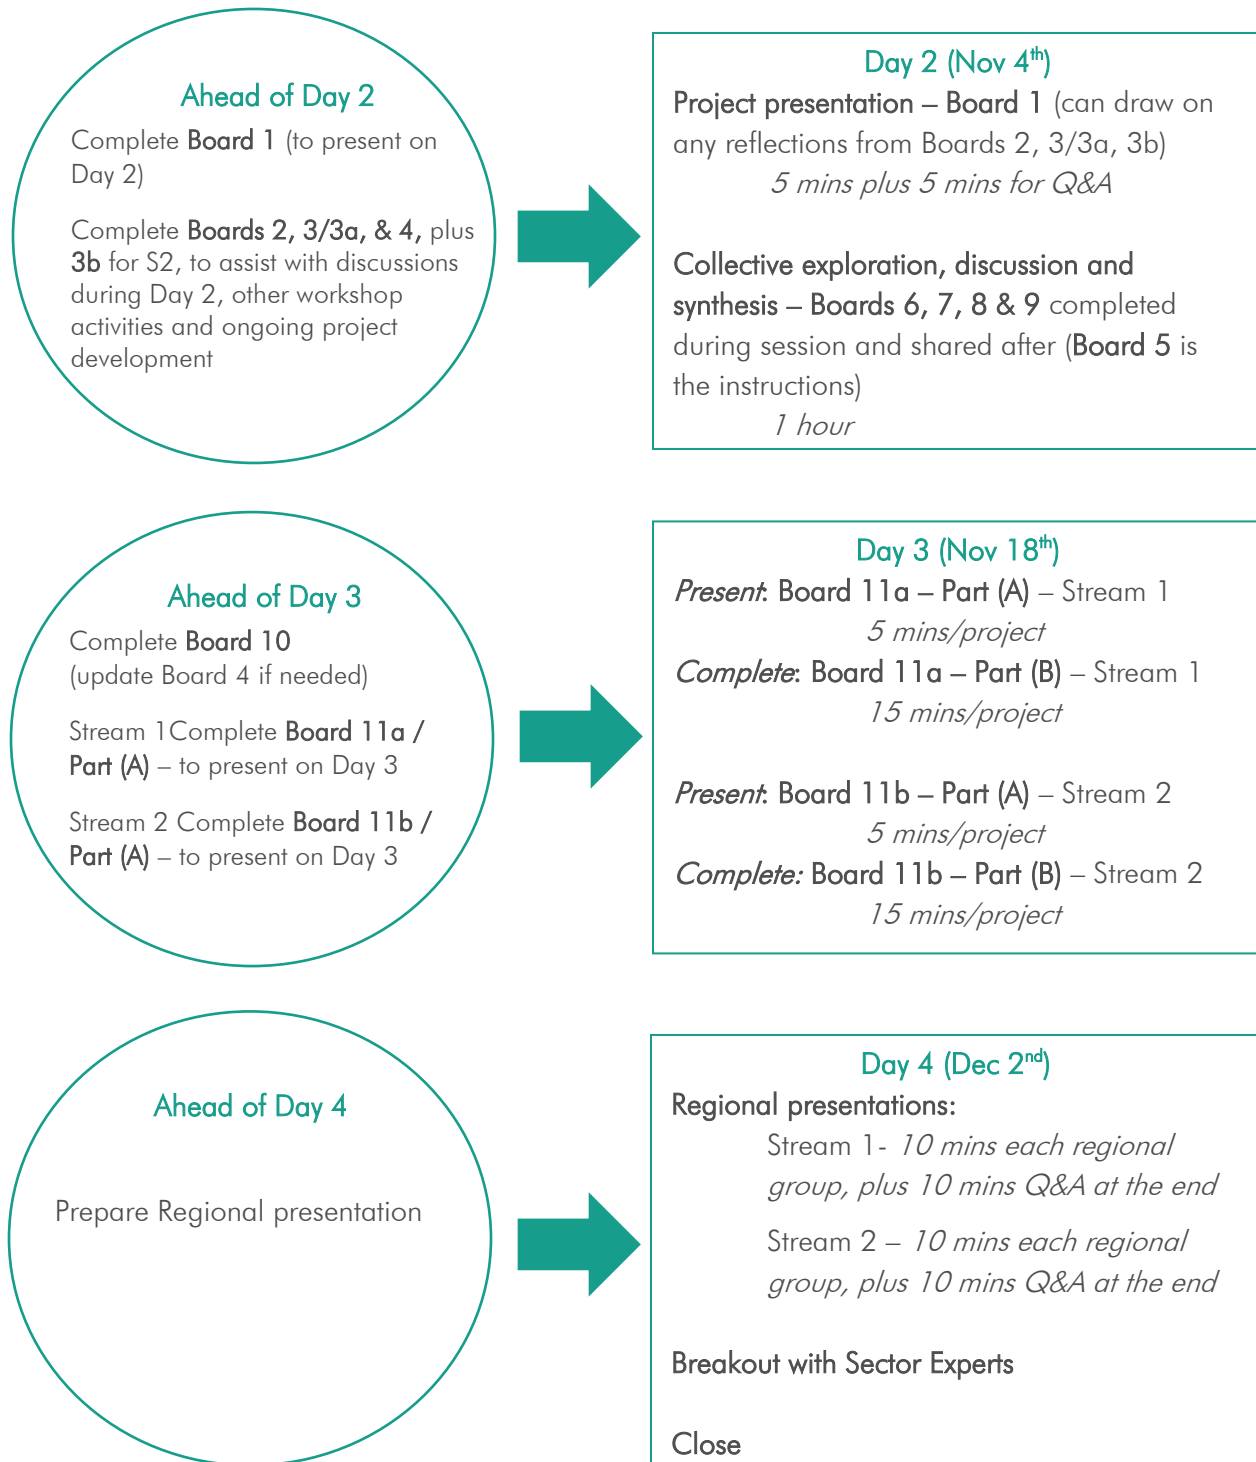 Ahead of Day 2
Complete Board 1 (to present on
Day 2)
Complete Boards 2, 3/3a, & 4, plus
3b for S2, to assist with discussions
during Day 2, other workshop
activities and ongoing project
development
Day 2 (Nov 4th)
Project presentation – Board 1 (can draw on
any reflections from Boards 2, 3/3a, 3b)
5 mins plus 5 mins for Q&A
Collective exploration, discussion and
synthesis – Boards 6, 7, 8 & 9 completed
during session and shared after (Board 5 is
the instructions)
1 hour
Ahead of Day 3
Complete Board 10
(update Board 4 if needed)
Stream 1Complete Board 11a /
Part (A) – to present on Day 3
Stream 2 Complete Board 11b /
Part (A) – to present on Day 3
Day 3 (Nov 18th)
Present: Board 11a – Part (A) – Stream 1
5 mins/project
Complete: Board 11a – Part (B) – Stream 1
15 mins/project
Present: Board 11b – Part (A) – Stream 2
5 mins/project
Complete: Board 11b – Part (B) – Stream 2
15 mins/project
Ahead of Day 4
Prepare Regional presentation
Day 4 (Dec 2nd)
Regional presentations:
Stream 1- 10 mins each regional
group, plus 10 mins Q&A at the end
Stream 2 – 10 mins each regional
group, plus 10 mins Q&A at the end
Breakout with Sector Experts
Close